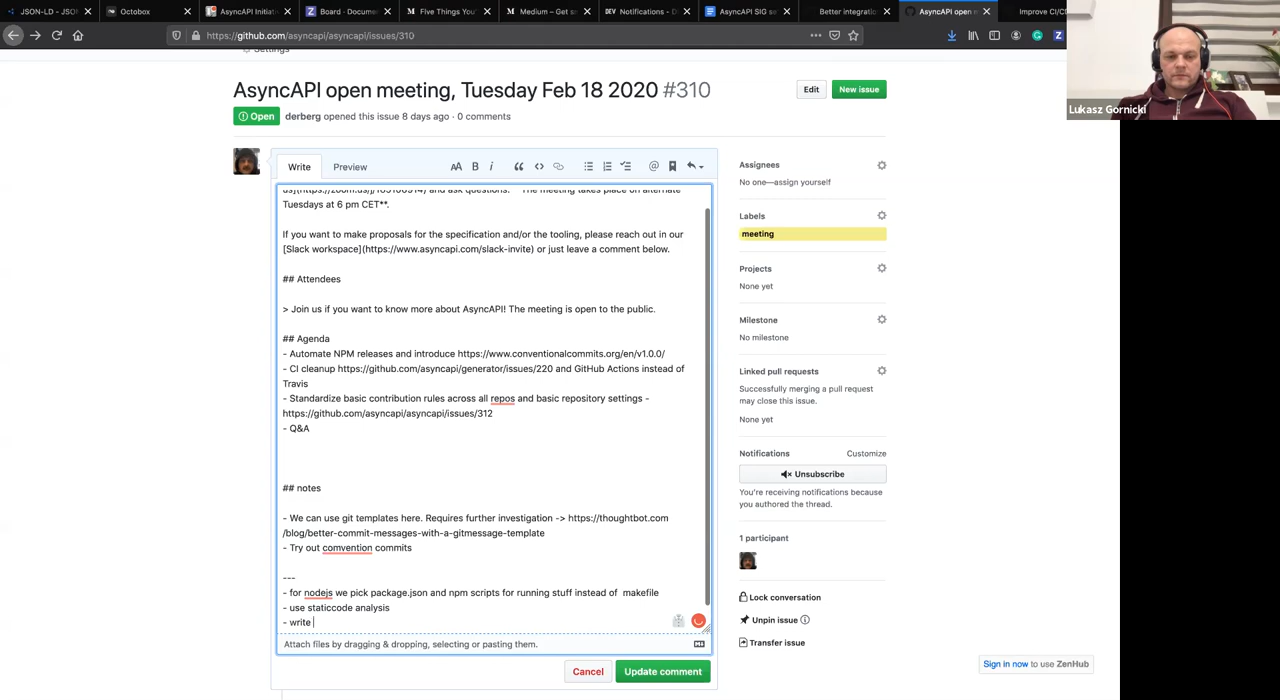 JSON-LD - JS
Octobox
AsyncAPI Initiati
Board · Docume
Five Things You'
Medium – Get s
DEV Notifications - D
AsyncAPI SIG se
Better integratio
AsyncAPI open m
Improve CI/CD
https://github.com/asyncapi/asyncapi/issues/310
Settings
AsyncAPI open meeting, Tuesday Feb 18 2020 #310
Edit
New issue
Open
derberg opened this issue 8 days ago · 0 comments
Lukasz Gornicki
Write
Preview
Tuesdays at 6 pm CET**.
If you want to make proposals for the specification and/or the tooling, please reach out in our
[Slack workspace](https://www.asyncapi.com/slack-invite) or just leave a comment below.
## Attendees
> Join us if you want to know more about AsyncAPI! The meeting is open to the public.
## Agenda
- Automate NPM releases and introduce https://www.conventionalcommits.org/en/v1.0.0/
- CI cleanup https://github.com/asyncapi/generator/issues/220 and GitHub Actions instead of
Travis
- Standardize basic contribution rules across all repos and basic repository settings -
https://github.com/asyncapi/asyncapi/issues/312
- Q&A
## notes
- We can use git templates here. Requires further investigation -> https://thoughtbot.com
/blog/better-commit-messages-with-a-gitmessage-template
- Try out comvention commits
---
- for nodejs we pick package.json and npm scripts for running stuff instead of  makefile
- use staticcode analysis
- write
Attach files by dragging & dropping, selecting or pasting them.
Cancel
Update comment
Assignees
No one—assign yourself
Labels
meeting
Projects
None yet
Milestone
No milestone
Linked pull requests
Successfully merging a pull request
may close this issue.
None yet
Notifications
Customize
Unsubscribe
You're receiving notifications because
you authored the thread.
1 participant
Lock conversation
Unpin issue
Transfer issue
Sign in now to use ZenHub